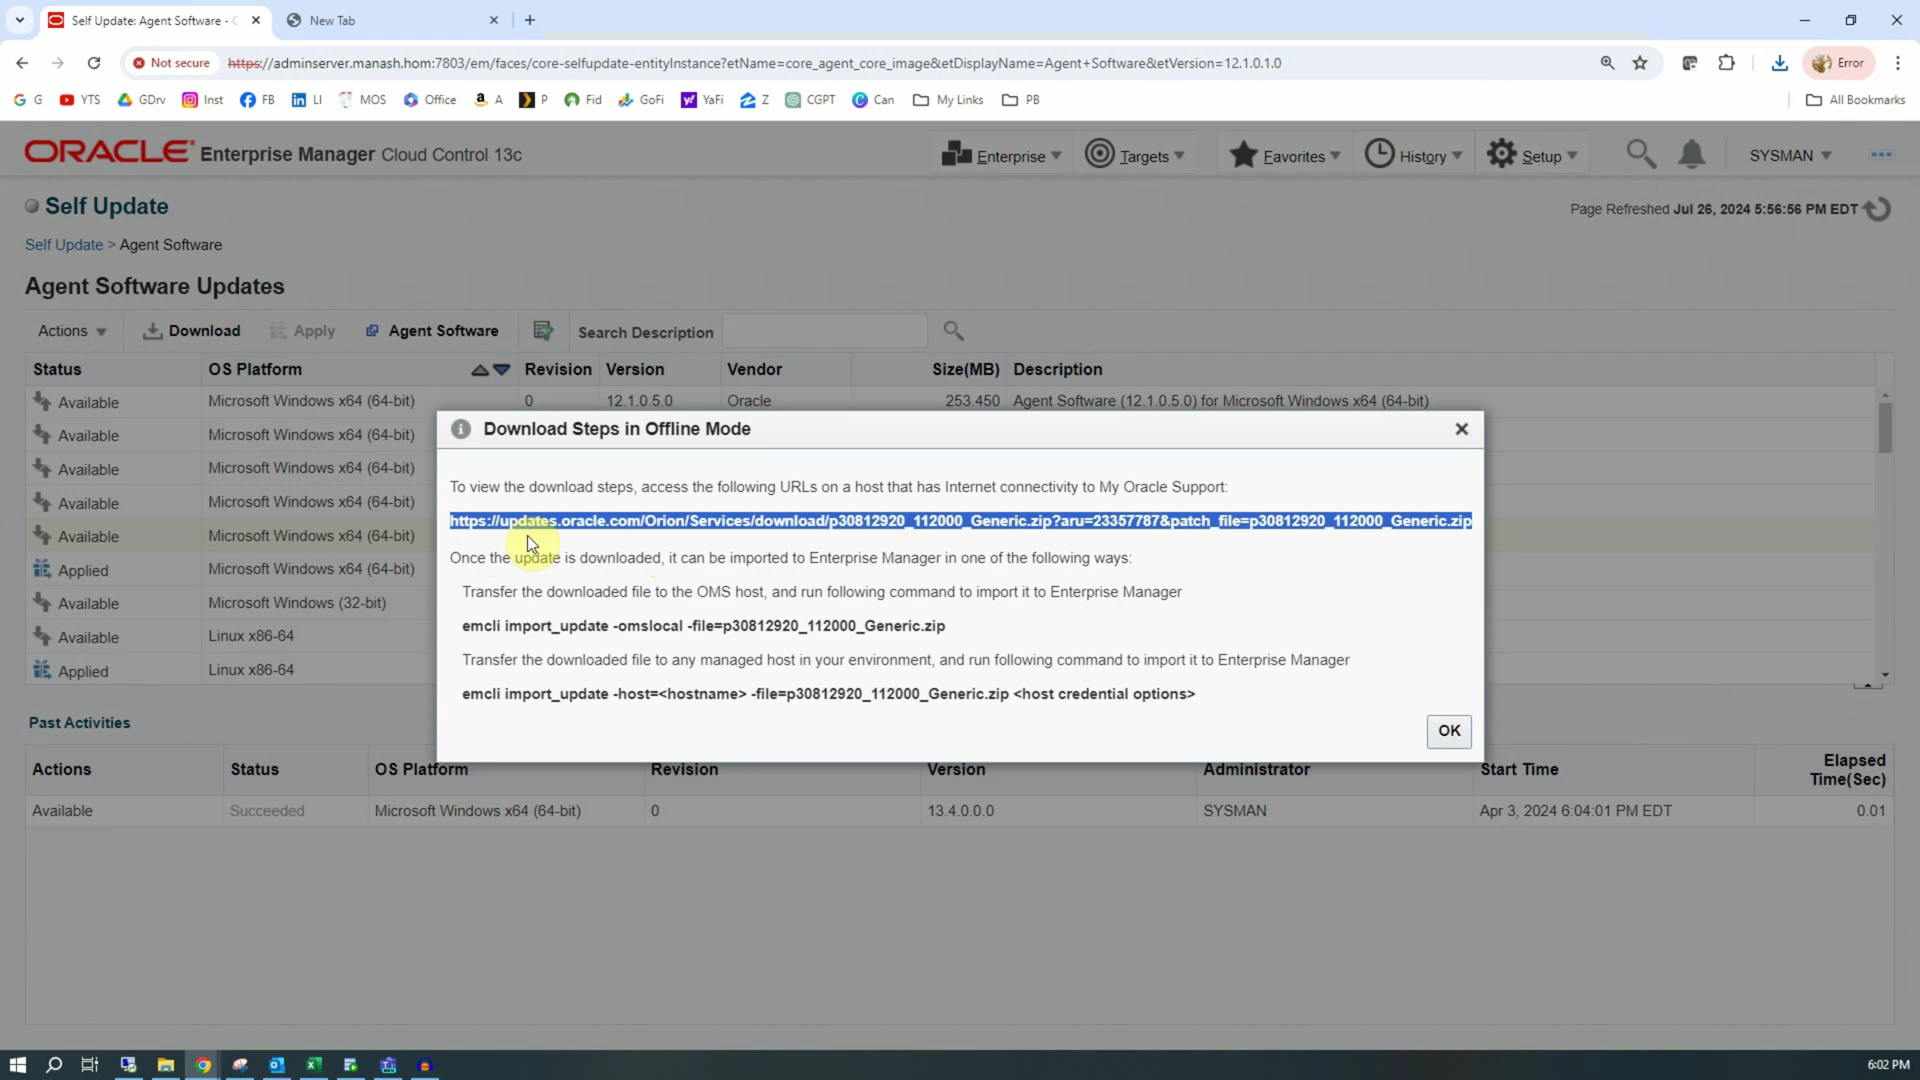 Self Update: Agent Software - C
New Tab
Not secure https://adminserver.manash.hom:7803/em/faces/core-selfupdate-entityInstance?etName=core_agent_core_image&etDisplayName=Agent+Software&etVersion=12.1.0.1.0
Error
G YTS GDrv Inst FB LI MOS Office A P Fid GoFi YaFi Z CGPT Can My Links PB All Bookmarks
ORACLE Enterprise Manager Cloud Control 13c Enterprise Targets Favorites History Setup SYSMAN
Self Update
Page Refreshed Jul 26, 2024 5:56:56 PM EDT
Self Update > Agent Software
Agent Software Updates
Actions Download Apply Agent Software Search Description
Status OS Platform Revision Version Vendor Size(MB) Description
Available Microsoft Windows x64 (64-bit) 0 12.1.0.5.0 Oracle 253.450 Agent Software (12.1.0.5.0) for Microsoft Windows x64 (64-bit)
Available Microsoft Windows x64 (64-bit)
Available Microsoft Windows x64 (64-bit)
Available Microsoft Windows x64 (64-bit)
Available Microsoft Windows x64 (64-bit)
Applied Microsoft Windows x64 (64-bit)
Available Microsoft Windows (32-bit)
Available Linux x86-64
Applied Linux x86-64
Download Steps in Offline Mode
To view the download steps, access the following URLs on a host that has Internet connectivity to My Oracle Support:
https://updates.oracle.com/Orion/Services/download/p30812920_112000_Generic.zip?aru=23357787&patch_file=p30812920_112000_Generic.zip
Once the update is downloaded, it can be imported to Enterprise Manager in one of the following ways:
Transfer the downloaded file to the OMS host, and run following command to import it to Enterprise Manager
emcli import_update -omslocal -file=p30812920_112000_Generic.zip
Transfer the downloaded file to any managed host in your environment, and run following command to import it to Enterprise Manager
emcli import_update -host=<hostname> -file=p30812920_112000_Generic.zip <host credential options>
OK
Past Activities
Actions Status OS Platform Revision Version Administrator Start Time Elapsed
Time(Sec)
Available Succeeded Microsoft Windows x64 (64-bit) 0 13.4.0.0.0 SYSMAN Apr 3, 2024 6:04:01 PM EDT 0.01
6:02 PM